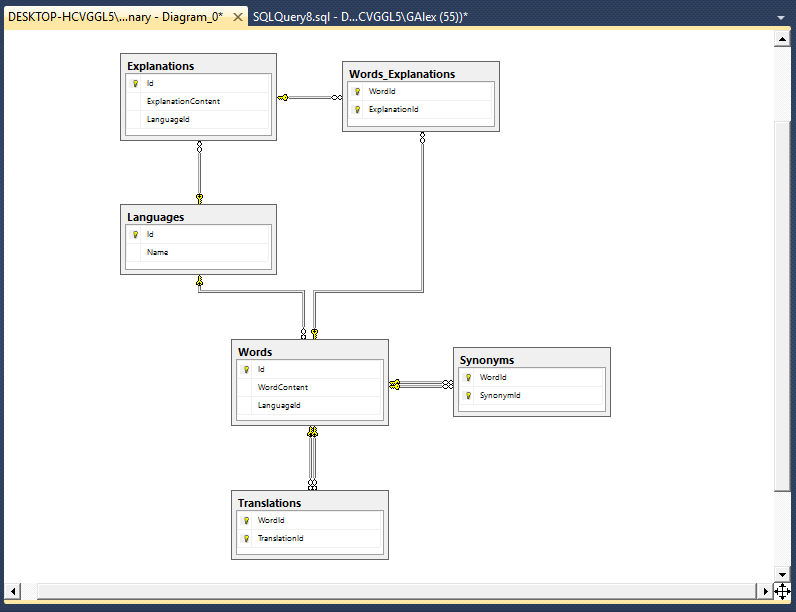 DESKTOP-HCVGGL5\...nary - Diagram_0*
SQLQuery8.sql - D...CVGGL5\GAlex (55))*
Explanations
Id
ExplanationContent
LanguageId
Words_Explanations
WordId
ExplanationId
Languages
Id
Name
Words
Id
WordContent
LanguageId
Synonyms
WordId
SynonymId
Translations
WordId
TranslationId